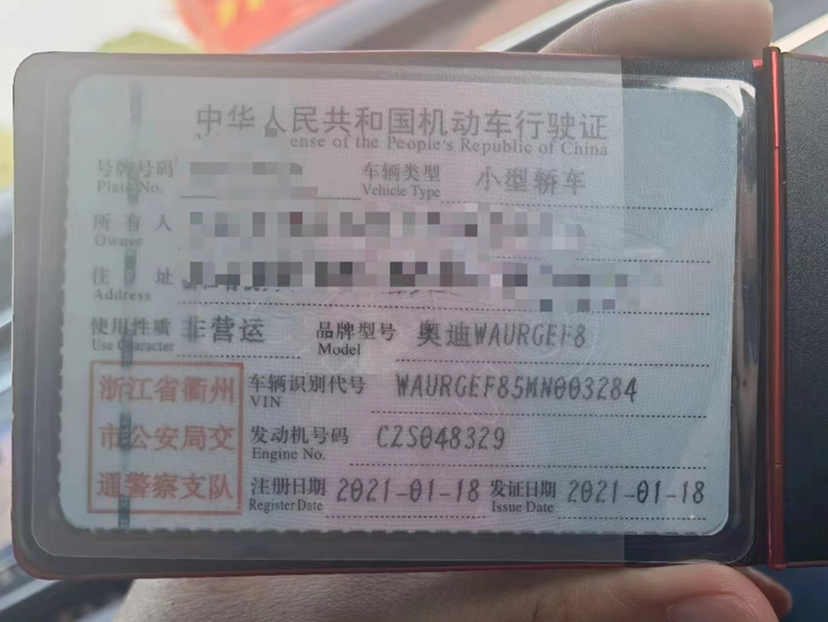 中华人民共和国机动车行驶证
ense of the People's Republic of China
号牌号码 车辆类型 小型轿车
Plate No. Vehicle Type
所有人
Owner
住址
Address
使用性质 非营运 品牌型号 奥迪WAURGEF8
Use Character Model
浙江省衢州
市公安局交
通警察支队
车辆识别代号 WAURGEF85MN003284
VIN
发动机号码 CZS048329
Engine No.
注册日期 2021-01-18 发证日期 2021-01-18
Register Date Issue Date